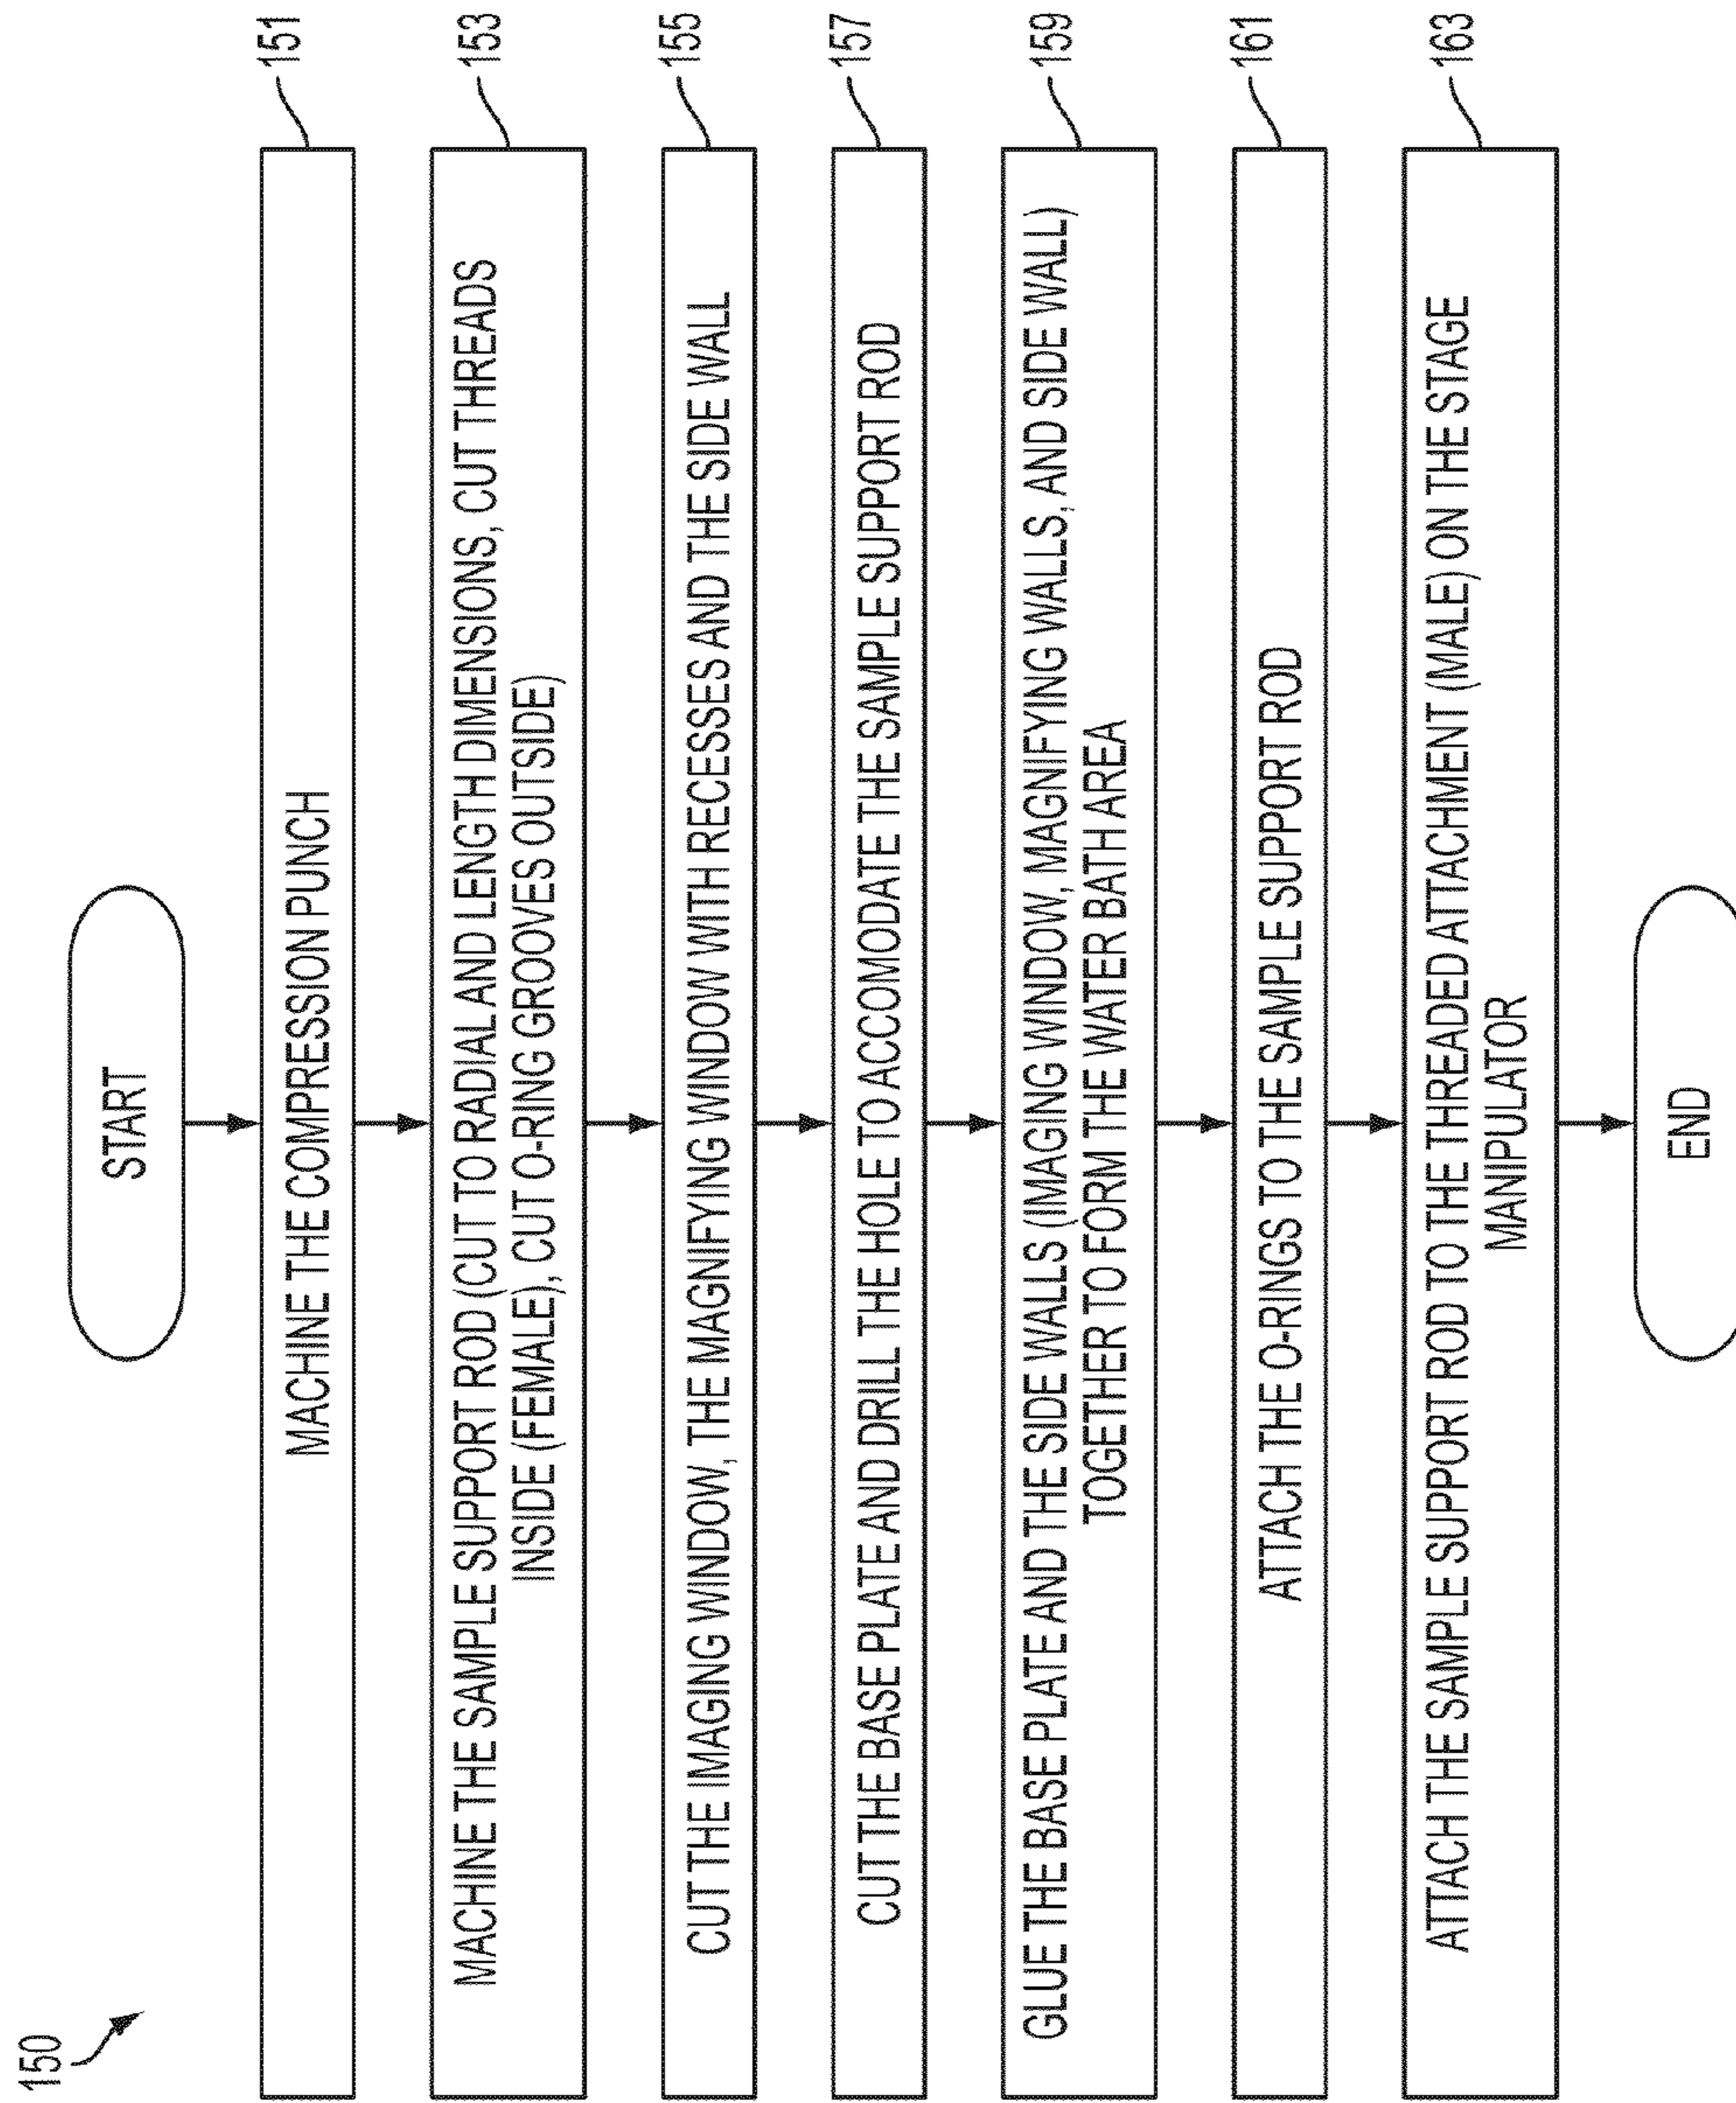 150
START
MACHINE THE COMPRESSION PUNCH
151
MACHINE THE SAMPLE SUPPORT ROD (CUT TO RADIAL AND LENGTH DIMENSIONS, CUT THREADS
INSIDE (FEMALE), CUT O-RING GROOVES OUTSIDE)
153
CUT THE IMAGING WINDOW, THE MAGNIFYING WINDOW WITH RECESSES AND THE SIDE WALL
155
CUT THE BASE PLATE AND DRILL THE HOLE TO ACCOMODATE THE SAMPLE SUPPORT ROD
157
GLUE THE BASE PLATE AND THE SIDE WALLS (IMAGING WINDOW, MAGNIFYING WALLS, AND SIDE WALL)
TOGETHER TO FORM THE WATER BATH AREA
159
ATTACH THE O-RINGS TO THE SAMPLE SUPPORT ROD
161
ATTACH THE SAMPLE SUPPORT ROD TO THE THREADED ATTACHMENT (MALE) ON THE STAGE
MANIPULATOR
163
END